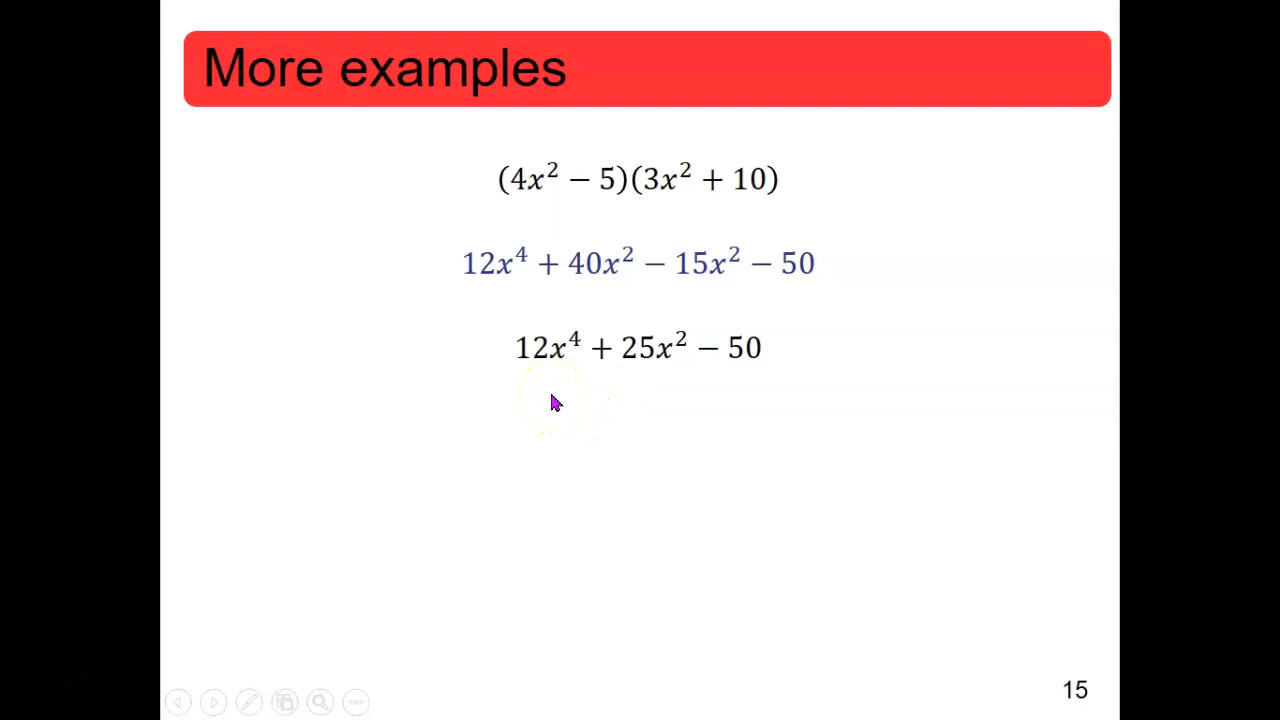 More examples
(4x² − 5)(3x² + 10)
12x⁴ + 40x² − 15x² − 50
12x⁴ + 25x² − 50
15